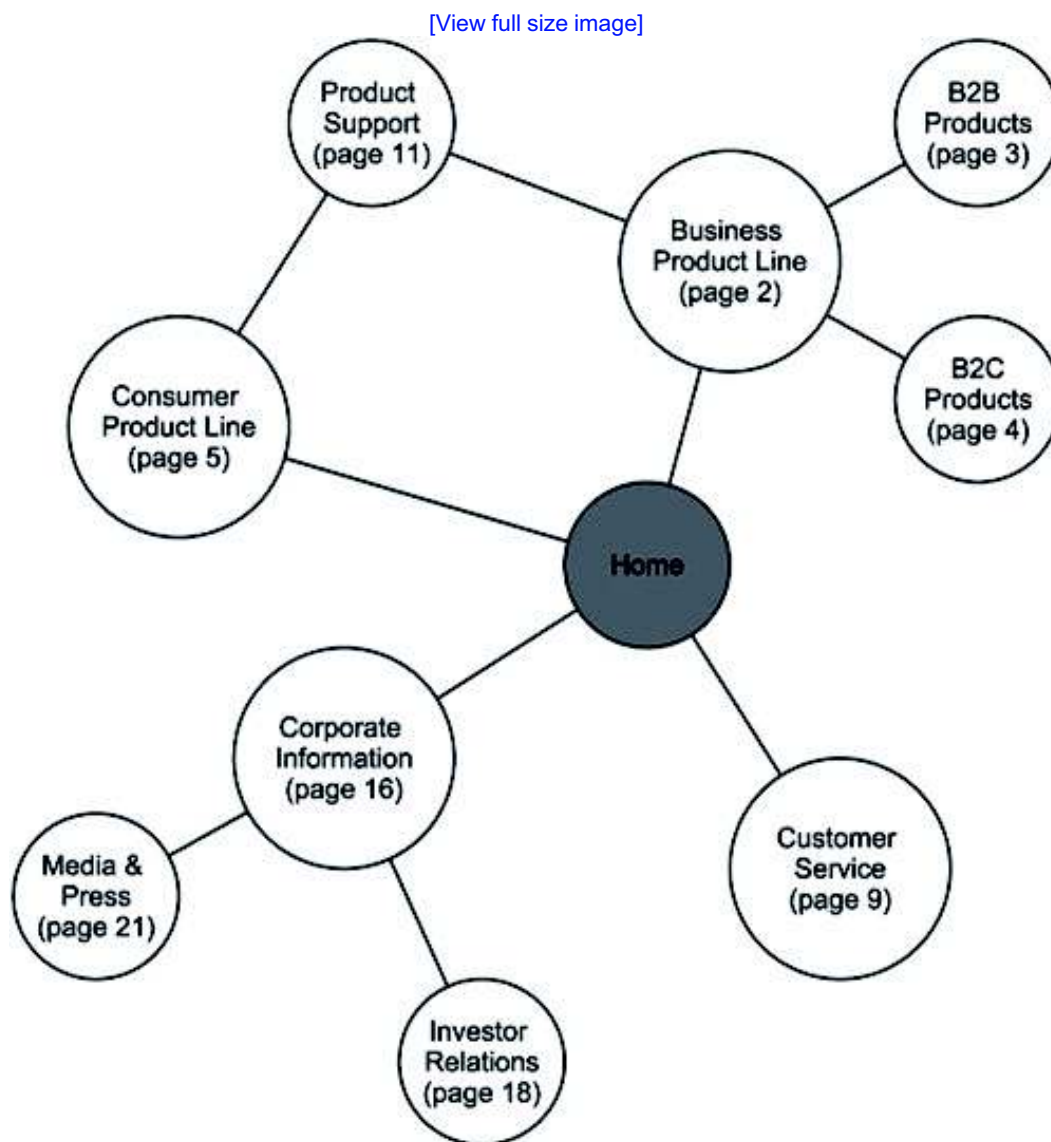 [View full size image]
Product
Support
(page 11)
B2B
Products
(page 3)
Business
Product Line
(page 2)
B2C
Products
(page 4)
Consumer
Product Line
(page 5)
Home
Corporate
Information
(page 16)
Customer
Service
(page 9)
Media &
Press
(page 21)
Investor
Relations
(page 18)